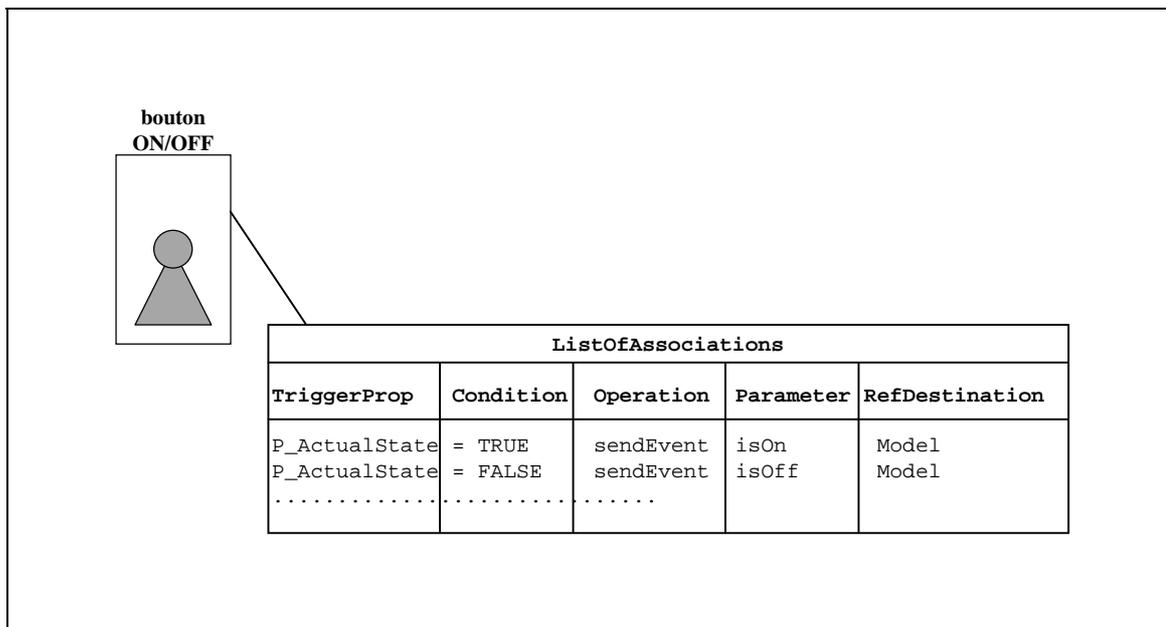 bouton
ON/OFF
ListOfAssociations
TriggerProp Condition Operation Parameter RefDestination
P_ActualState = TRUE sendEvent isOn Model
P_ActualState = FALSE sendEvent isOff Model
..............................